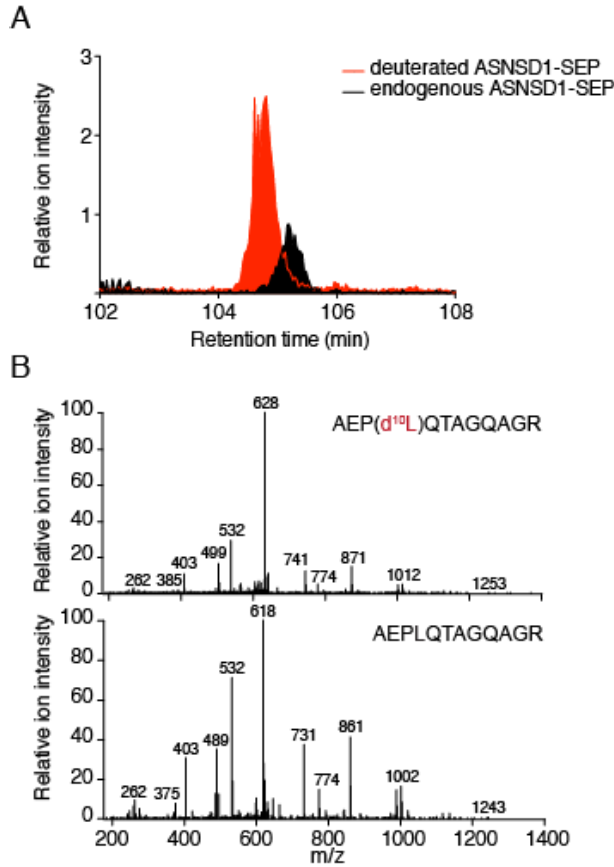 A
3
2
1
Relative ion intensity
deuterated ASNSD1-SEP
endogenous ASNSD1-SEP
102 104 106 108
Retention time (min)
B
100
80
60
40
20
0
Relative ion intensity
AEP(d¹⁰L)QTAGQAGR
628
532
499
403
385
262
741
774
871
1012
1253
100
80
60
40
20
0
Relative ion intensity
AEPLQTAGQAGR
618
532
489
403
375
262
731
774
861
1002
1243
200 400 600 800 1000 1200 1400
m/z